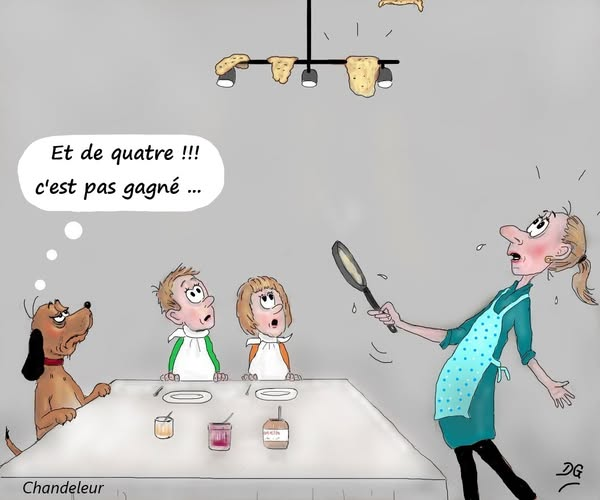 Et de quatre !!!
c'est pas gagné ...
Chandeleur
DG